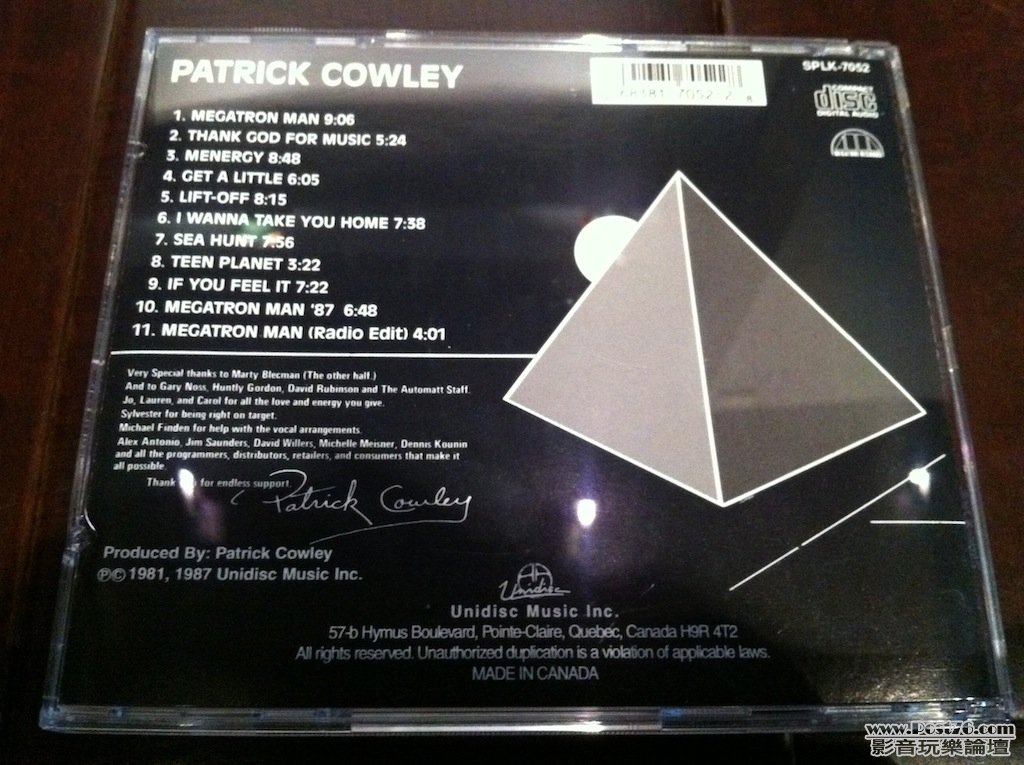 PATRICK COWLEY
SPLK-7052
COMPACT
disc
DIGITAL AUDIO
1. MEGATRON MAN 9:06
2. THANK GOD FOR MUSIC 5:24
3. MENERGY 8:48
4. GET A LITTLE 6:05
5. LIFT-OFF 8:15
6. I WANNA TAKE YOU HOME 7:38
7. SEA HUNT 7:56
8. TEEN PLANET 3:22
9. IF YOU FEEL IT 7:22
10. MEGATRON MAN '87 6:48
11. MEGATRON MAN (Radio Edit) 4:01
Very Special thanks to Marty Blecman (The other half.)
And to Gary Noss, Huntly Gordon, David Rubinson and The Automatt Staff.
Jo, Lauren, and Carol for all the love and energy you give.
Sylvester for being right on target.
Michael Finden for help with the vocal arrangements.
Alex Antonio, Jim Saunders, David Willers, Michelle Meisner, Dennis Kounin
and all the programmers, distributors, retailers, and consumers that make it
all possible.
Thank for endless support.
Patrick Cowley
Produced By: Patrick Cowley
℗© 1981, 1987 Unidisc Music Inc.
Unidisc
Unidisc Music Inc.
57-b Hymus Boulevard, Pointe-Claire, Quebec, Canada H9R 4T2
All rights reserved. Unauthorized duplication is a violation of applicable laws.
MADE IN CANADA
www.Post76.com
影音玩樂論壇